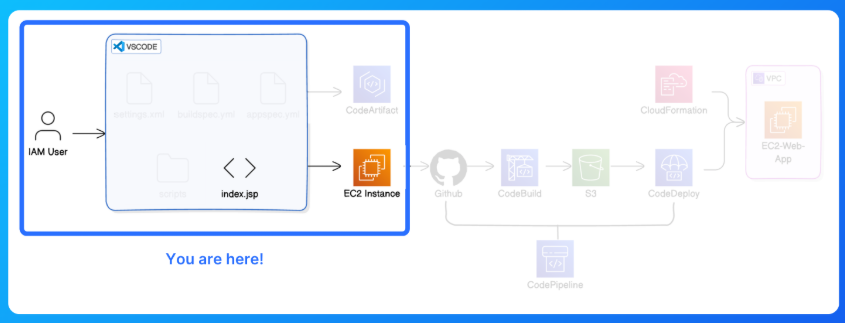 VSCODE
settings.xml
buildspec.yml
appspec.yml
CodeArtifact
CloudFormation
VPC
EC2-Web-
App
IAM User
scripts
index.jsp
EC2 Instance
Github
CodeBuild
S3
CodeDeploy
You are here!
CodePipeline